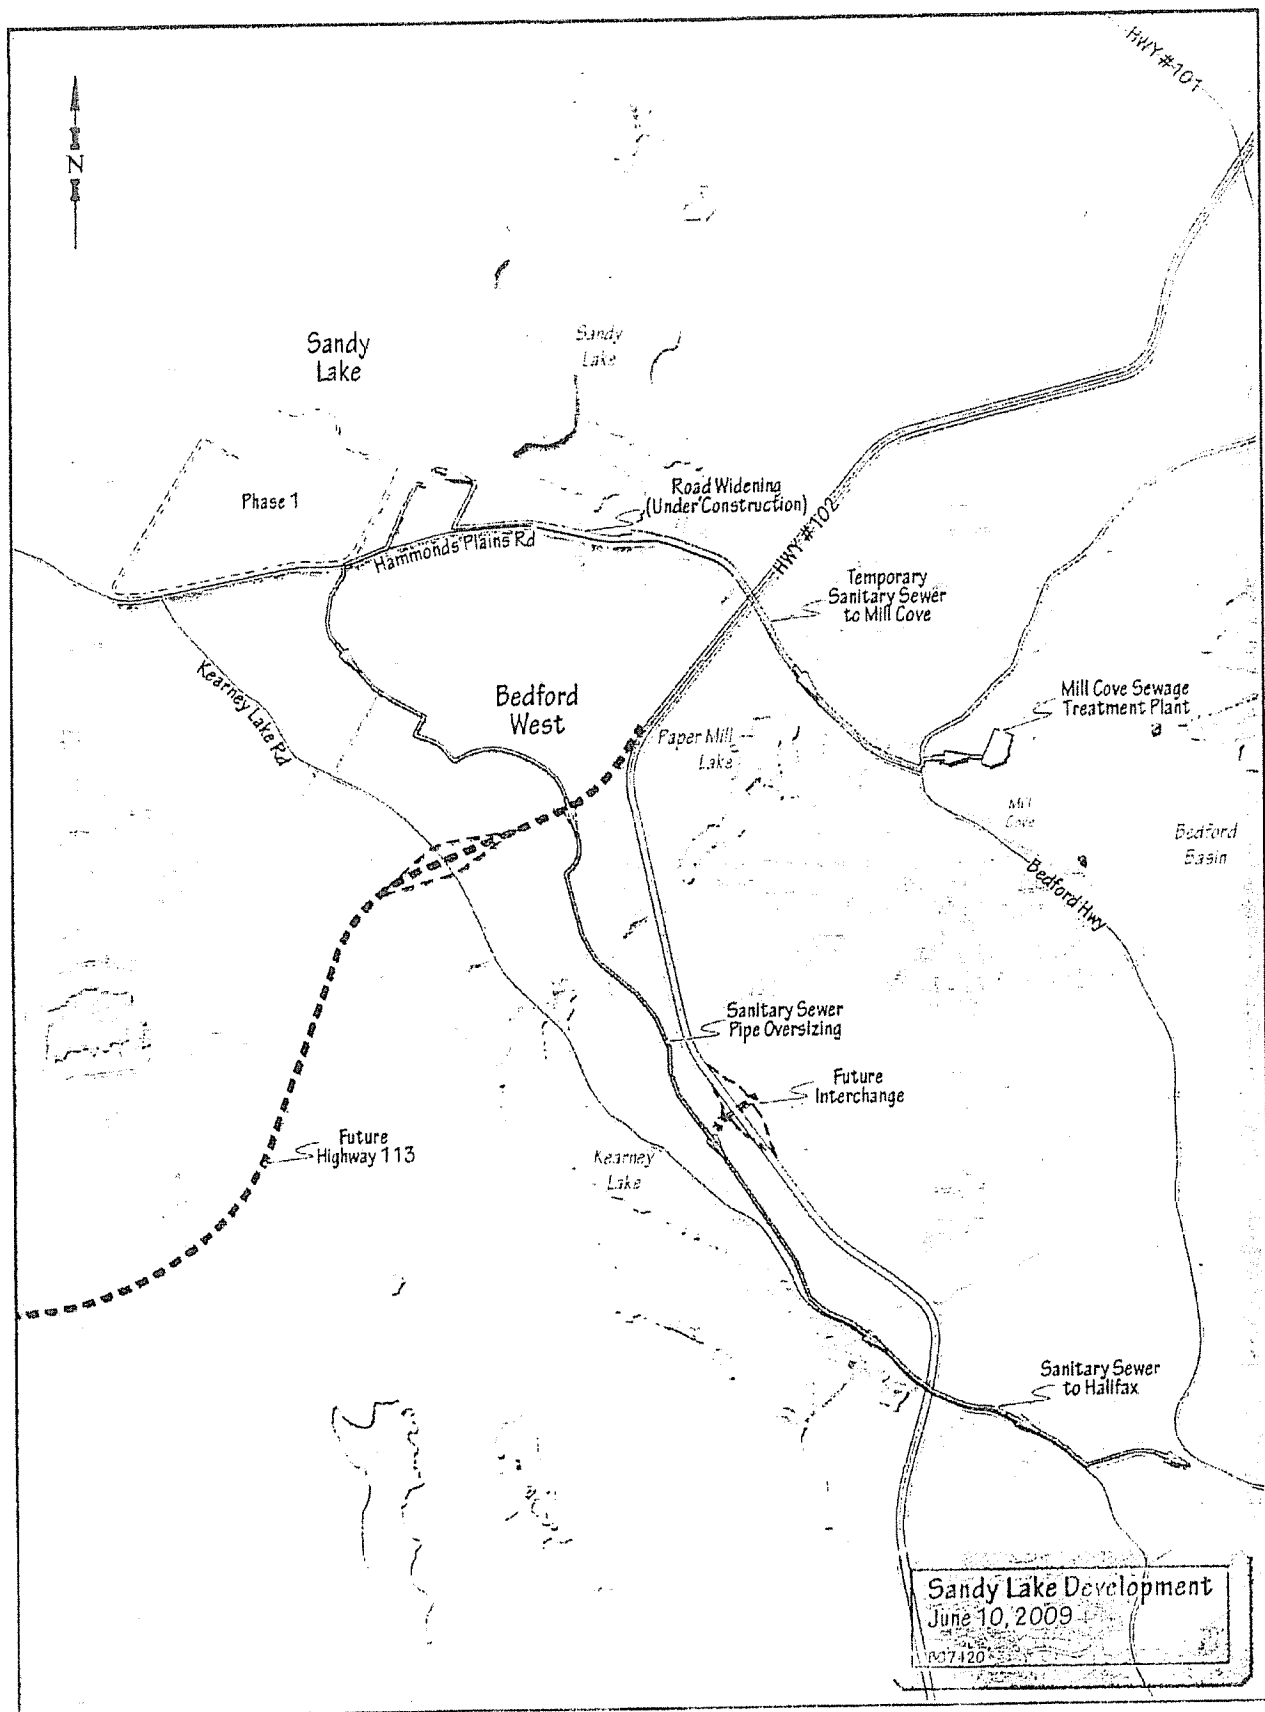 HWY #101
N
Sandy
Lake
Sandy
Lake
Phase 1
Road Widening
(Under Construction)
Hammonds Plains Rd
HWY #102
Temporary
Sanitary Sewer
to Mill Cove
Kearney Lake Rd
Bedford
West
Mill Cove Sewage
Treatment Plant
Paper Mill
Lake
Mill
Cove
Bedford
Basin
Bedford Hwy
Sanitary Sewer
Pipe Oversizing
Future
Interchange
Future
Highway 113
Kearney
Lake
Sanitary Sewer
to Halifax
Sandy Lake Development
June 10, 2009